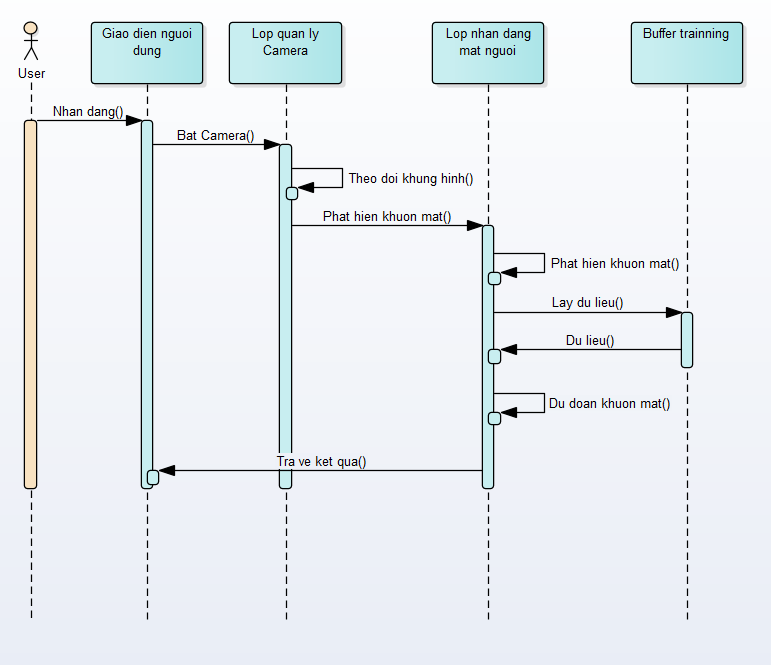 Giao dien nguoi
dung
Lop quan ly
Camera
Lop nhan dang
mat nguoi
Buffer trainning
User
Nhan dang()
Bat Camera()
Theo doi khung hinh()
Phat hien khuon mat()
Phat hien khuon mat()
Lay du lieu()
Du lieu()
Du doan khuon mat()
Tra ve ket qua()